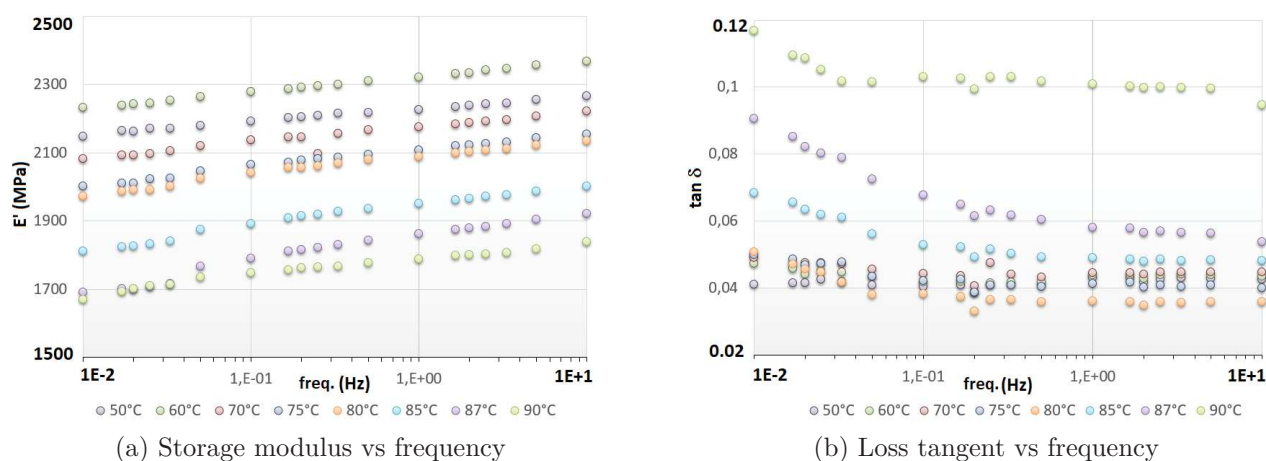 2500
2300
2100
1900
1700
1500
E' (MPa)
1E-2
1,E-01
freq. (Hz)
1,E+00
1E+1
50°C 60°C 70°C 75°C 80°C 85°C 87°C 90°C
(a) Storage modulus vs frequency
0.12
0,1
0,08
0,06
0,04
0.02
tan δ
1E-2
1,E-01
freq. (Hz)
1,E+00
1E+1
50°C 60°C 70°C 75°C 80°C 85°C 87°C 90°C
(b) Loss tangent vs frequency